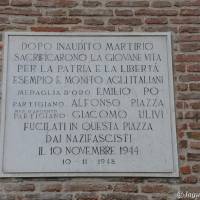 DOPO INAUDITO MARTIRIO
SACRIFICARONO LA GIOVANE VITA
PER LA PATRIA E LA LIBERTÀ
ESEMPIO E MONITO AGLI ITALIANI
MEDAGLIA D'ORO EMILIO PO
PARTIGIANO ALFONSO PIAZZA
PARTIGIANO GIACOMO ULIVI
FUCILATI IN QUESTA PIAZZA
DAI NAZIFASCISTI
IL 10 NOVEMBRE 1944
10-11-1948